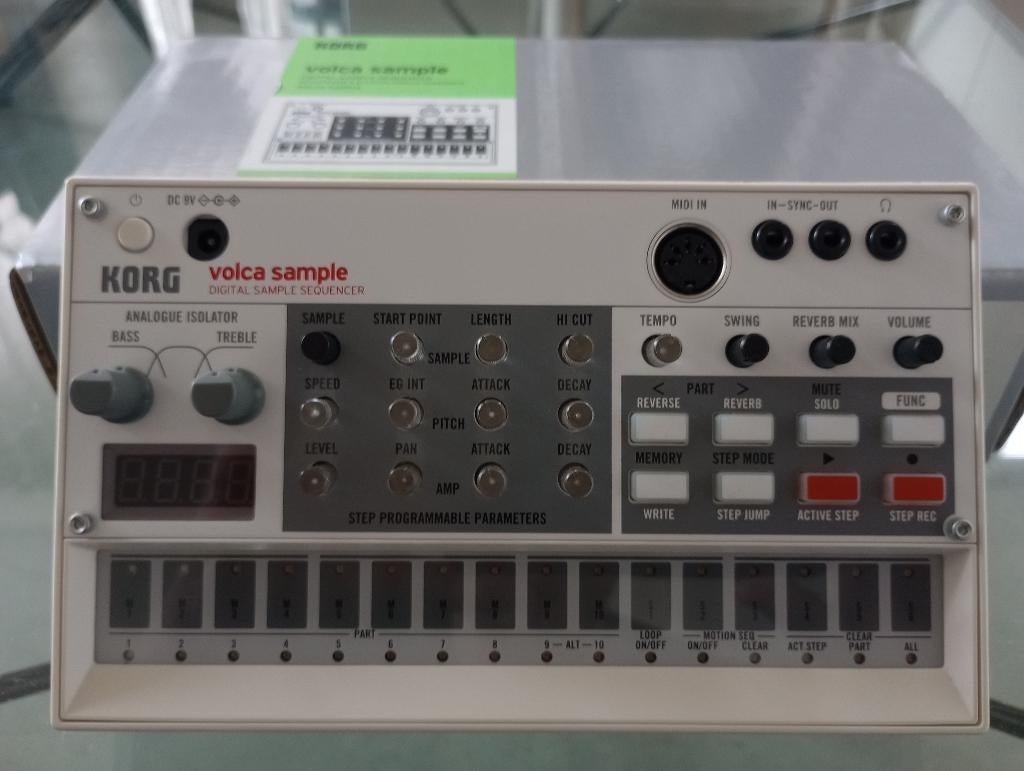 KORG
volca sample
DC 9V
MIDI IN
IN-SYNC-OUT
KORG
volca sample
DIGITAL SAMPLE SEQUENCER
ANALOGUE ISOLATOR
BASS
TREBLE
SAMPLE
START POINT
LENGTH
HI CUT
SAMPLE
SPEED
EG INT
ATTACK
DECAY
PITCH
LEVEL
PAN
ATTACK
DECAY
AMP
STEP PROGRAMMABLE PARAMETERS
TEMPO
SWING
REVERB MIX
VOLUME
< PART >
MUTE
REVERSE
REVERB
SOLO
FUNC
MEMORY
STEP MODE
WRITE
STEP JUMP
ACTIVE STEP
STEP REC
PART
LOOP
MOTION SEQ
CLEAR
1 2 3 4 5 6 7 8 9 - ALT - 10 ON/OFF ON/OFF CLEAR ACT.STEP PART ALL